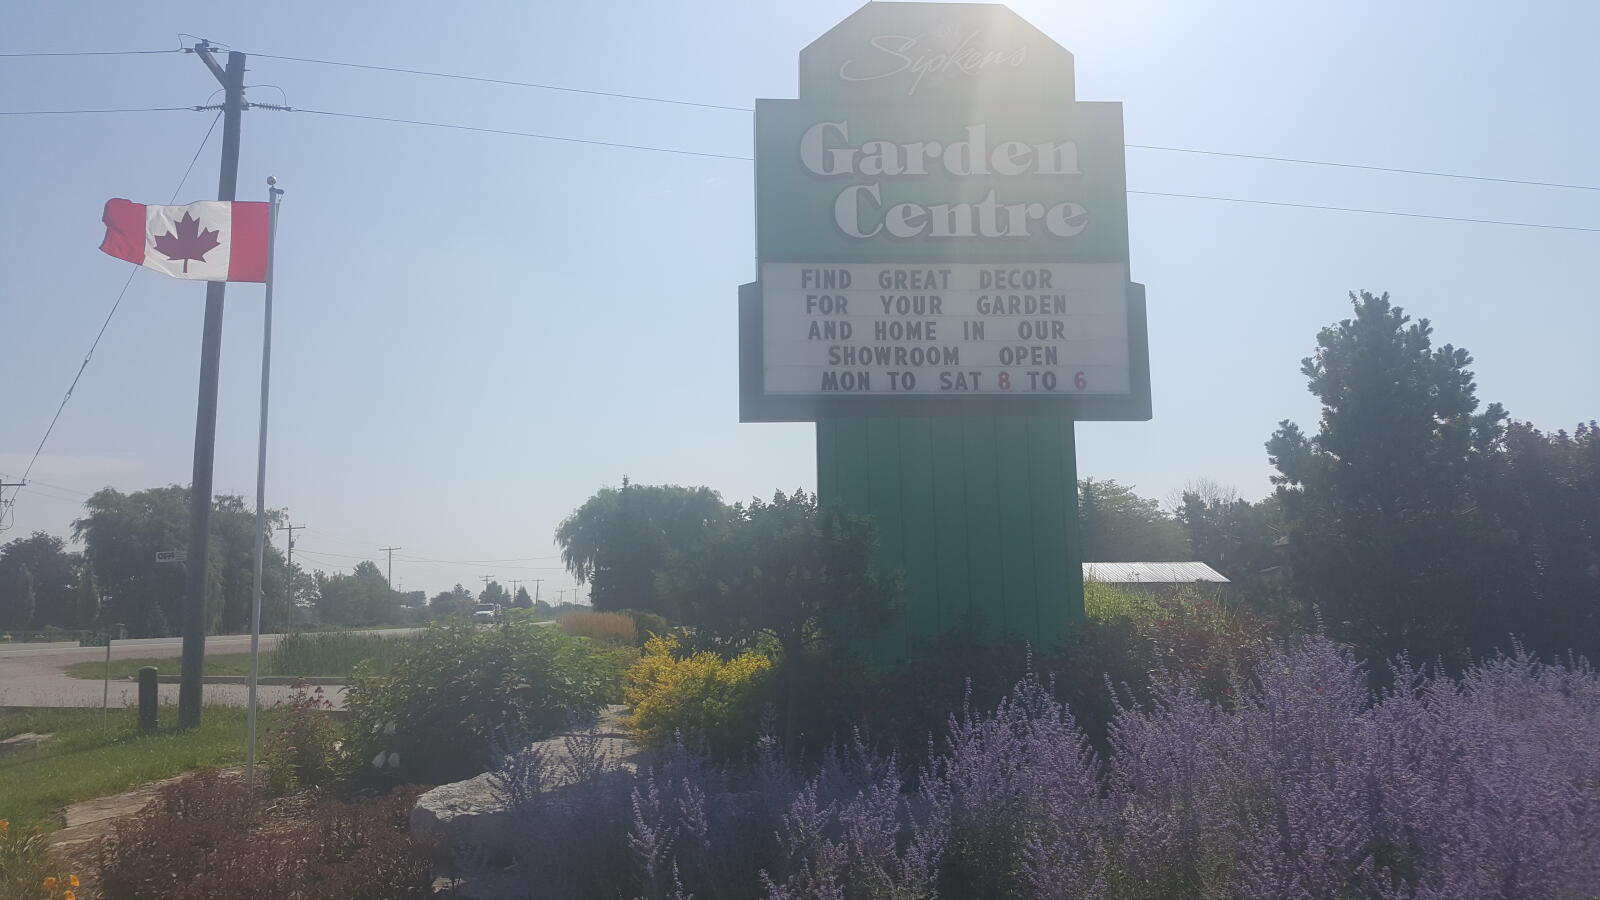 Sipkens
Garden
Centre
FIND GREAT DECOR
FOR YOUR GARDEN
AND HOME IN OUR
SHOWROOM OPEN
MON TO SAT 8 TO 6